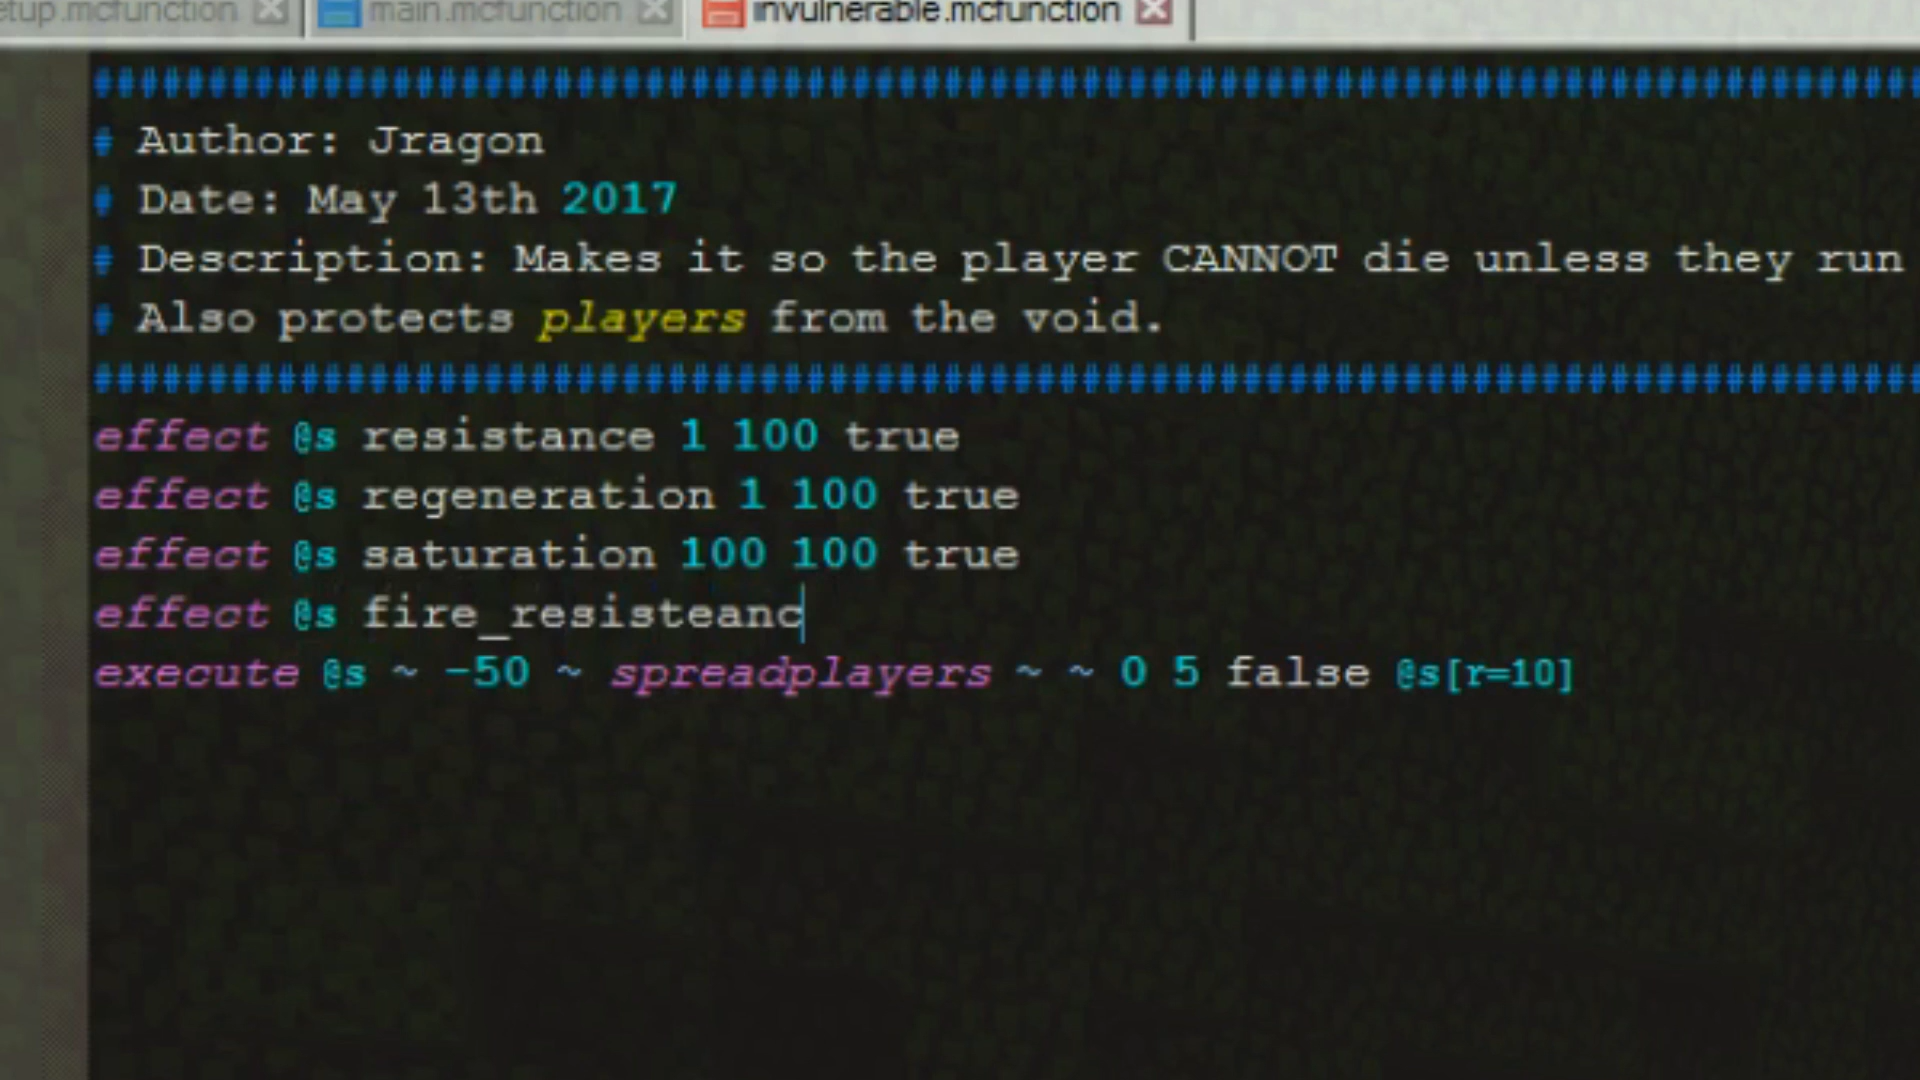 etup.mcfunction main.mcfunction invulnerable.mcfunction
################################################################################
# Author: Jragon
# Date: May 13th 2017
# Description: Makes it so the player CANNOT die unless they run
# Also protects players from the void.
################################################################################
effect @s resistance 1 100 true
effect @s regeneration 1 100 true
effect @s saturation 100 100 true
effect @s fire_resisteanc
execute @s ~ -50 ~ spreadplayers ~ ~ 0 5 false @s[r=10]